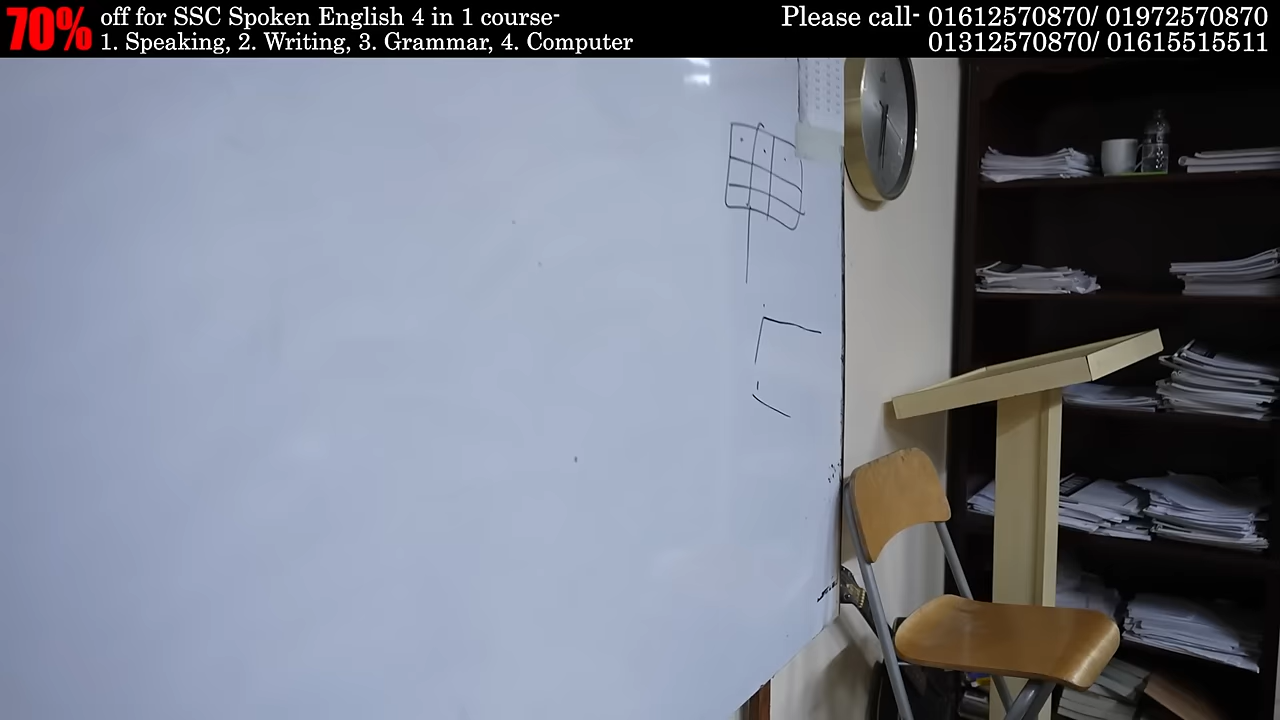 70% off for SSC Spoken English 4 in 1 course-
1. Speaking, 2. Writing, 3. Grammar, 4. Computer
Please call- 01612570870/ 01972570870
01312570870/ 01615515511